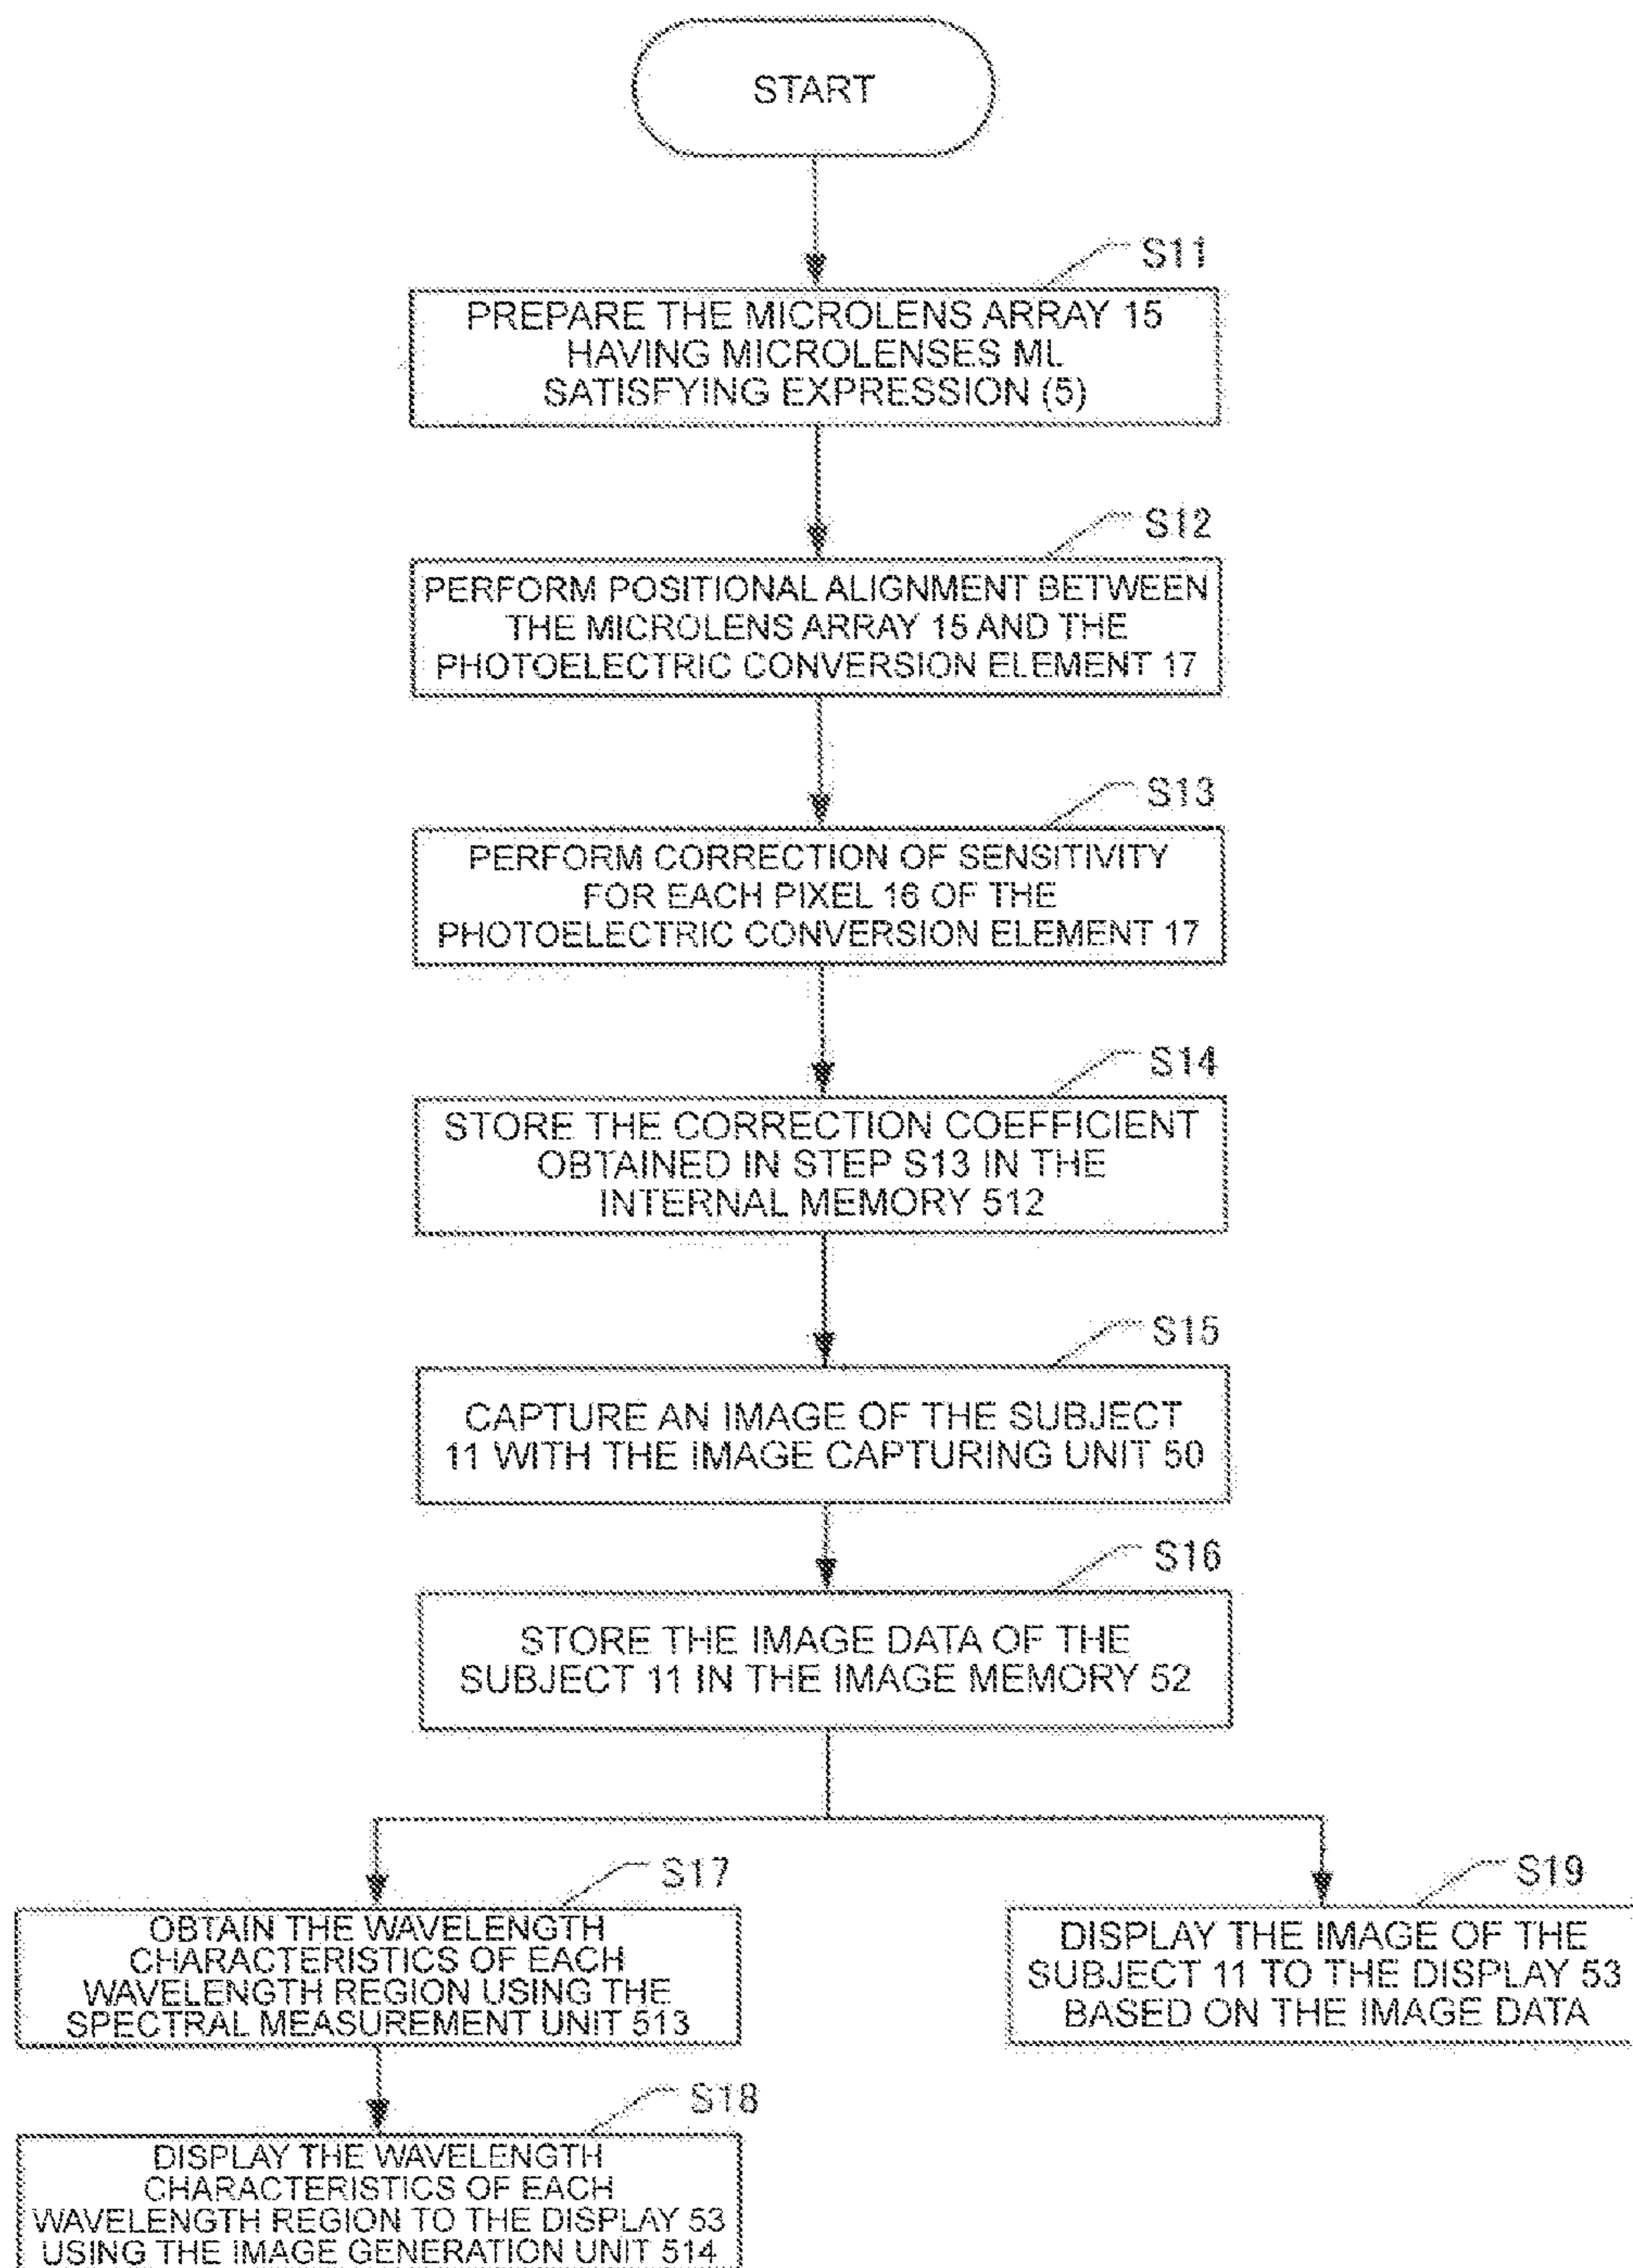 START
S11
PREPARE THE MICROLENS ARRAY 15
HAVING MICROLENSES ML
SATISFYING EXPRESSION (5)
S12
PERFORM POSITIONAL ALIGNMENT BETWEEN
THE MICROLENS ARRAY 15 AND THE
PHOTOELECTRIC CONVERSION ELEMENT 17
S13
PERFORM CORRECTION OF SENSITIVITY
FOR EACH PIXEL 16 OF THE
PHOTOELECTRIC CONVERSION ELEMENT 17
S14
STORE THE CORRECTION COEFFICIENT
OBTAINED IN STEP S13 IN THE
INTERNAL MEMORY 512
S15
CAPTURE AN IMAGE OF THE SUBJECT
11 WITH THE IMAGE CAPTURING UNIT 50
S16
STORE THE IMAGE DATA OF THE
SUBJECT 11 IN THE IMAGE MEMORY 52
S17
OBTAIN THE WAVELENGTH
CHARACTERISTICS OF EACH
WAVELENGTH REGION USING THE
SPECTRAL MEASUREMENT UNIT 513
S19
DISPLAY THE IMAGE OF THE
SUBJECT 11 TO THE DISPLAY 53
BASED ON THE IMAGE DATA
S18
DISPLAY THE WAVELENGTH
CHARACTERISTICS OF EACH
WAVELENGTH REGION TO THE DISPLAY 53
USING THE IMAGE GENERATION UNIT 514